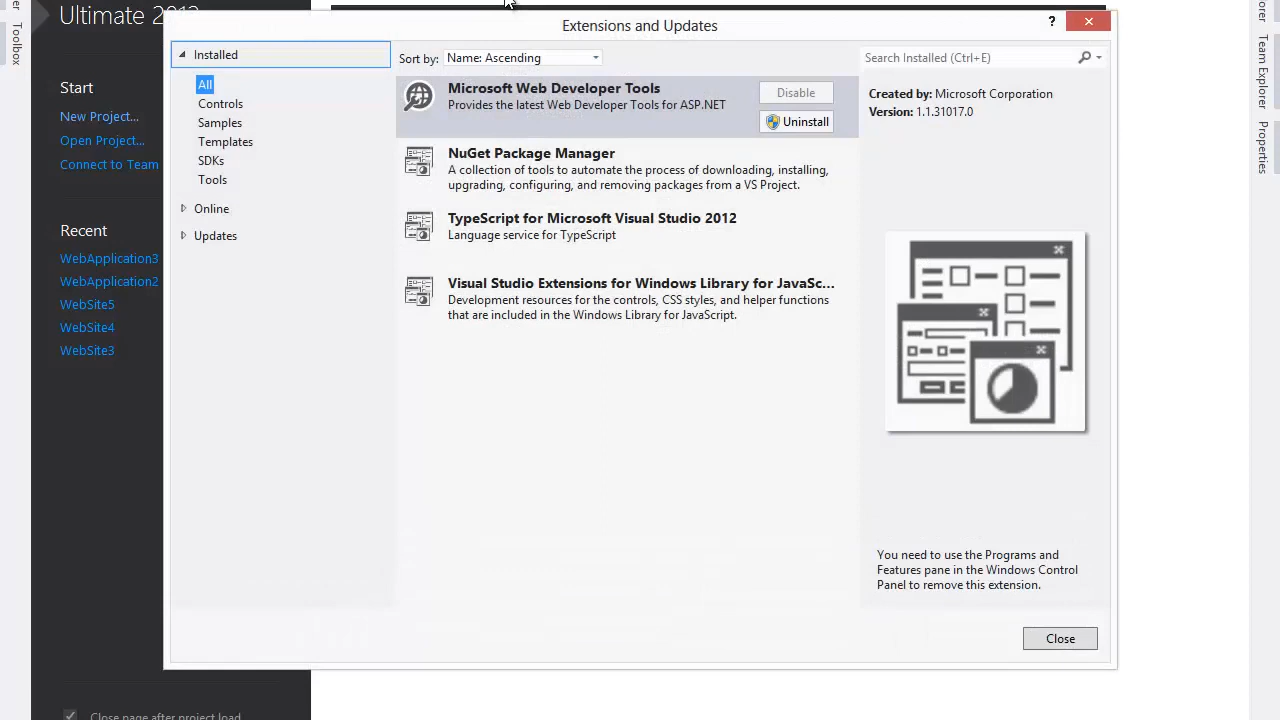 Ultimate 2012
Toolbox
Start
New Project...
Open Project...
Connect to Team
Recent
WebApplication3
WebApplication2
WebSite5
WebSite4
WebSite3
Close page after project load
Extensions and Updates
?
Installed
All
Controls
Samples
Templates
SDKs
Tools
Online
Updates
Sort by: Name: Ascending
Microsoft Web Developer Tools
Provides the latest Web Developer Tools for ASP.NET
Disable
Uninstall
NuGet Package Manager
A collection of tools to automate the process of downloading, installing,
upgrading, configuring, and removing packages from a VS Project.
TypeScript for Microsoft Visual Studio 2012
Language service for TypeScript
Visual Studio Extensions for Windows Library for JavaSc...
Development resources for the controls, CSS styles, and helper functions
that are included in the Windows Library for JavaScript.
Search Installed (Ctrl+E)
Created by: Microsoft Corporation
Version: 1.1.31017.0
You need to use the Programs and
Features pane in the Windows Control
Panel to remove this extension.
Close
Team Explorer
Properties